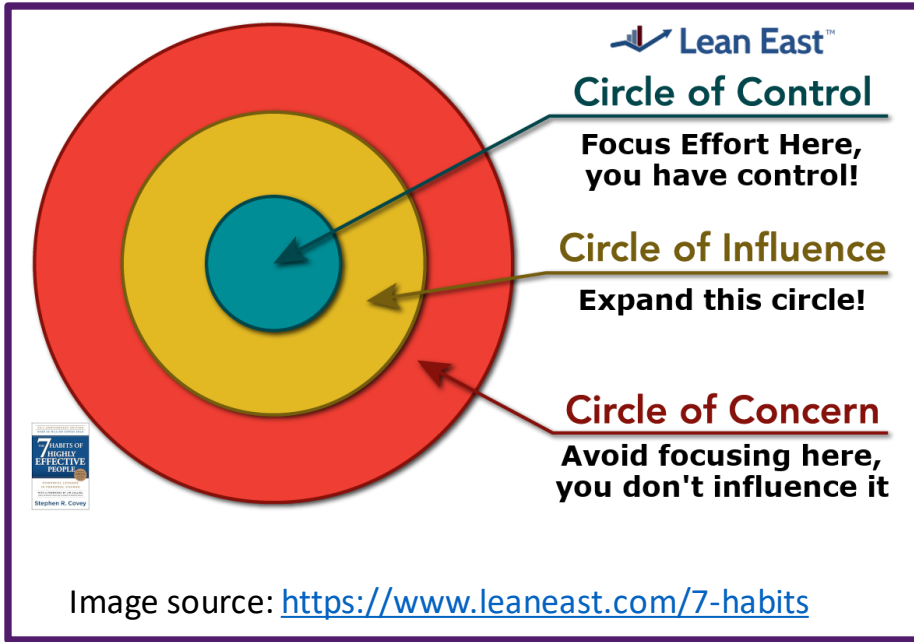 Lean East™
Circle of Control
Focus Effort Here,
you have control!
Circle of Influence
Expand this circle!
Circle of Concern
Avoid focusing here,
you don't influence it
7 HABITS OF
HIGHLY
EFFECTIVE
PEOPLE
Stephen R. Covey
Image source: https://www.leaneast.com/7-habits